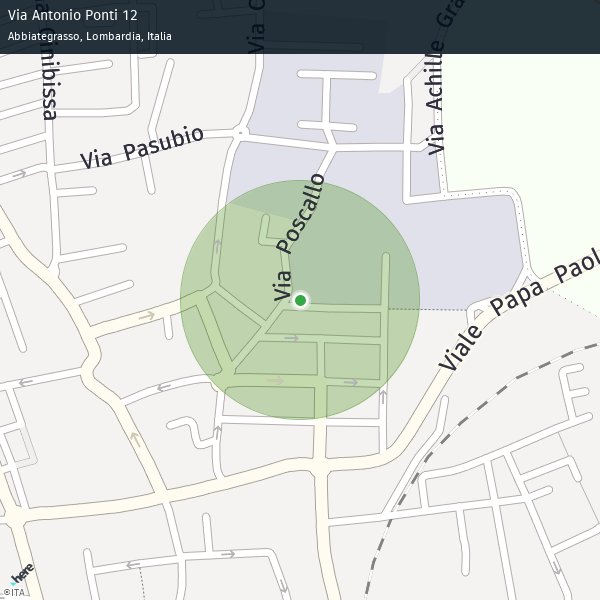 Via Antonio Ponti 12
Abbiategrasso, Lombardia, Italia
Via Pasubio
Via Achille Gra
Via Poscallo
Viale Papa Paol
Via C
a Cinibissa
here
©ITA